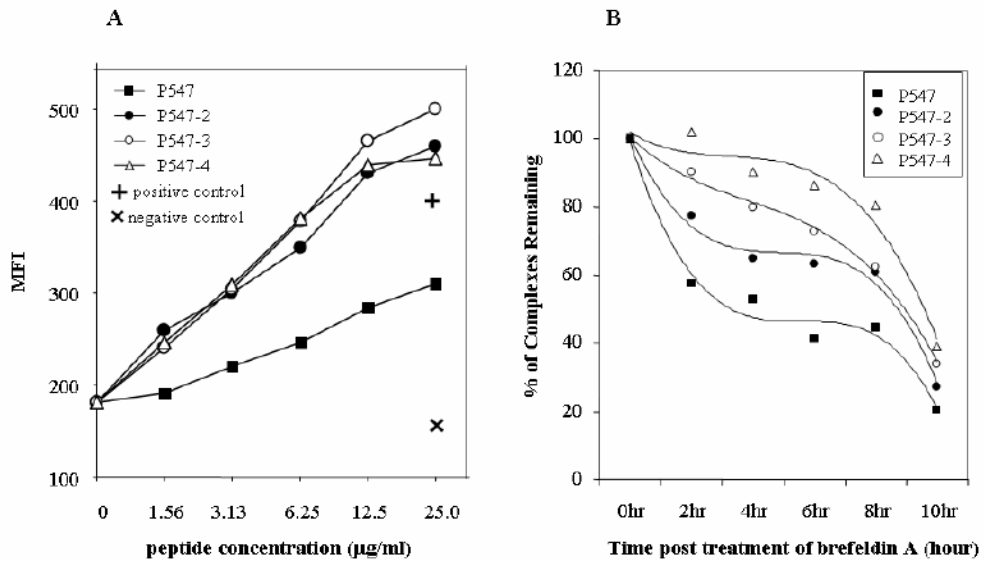 A
MFI
500
400
300
200
100
P547
P547-2
P547-3
P547-4
positive control
negative control
0 1.56 3.13 6.25 12.5 25.0
peptide concentration (µg/ml)
B
% of Complexes Remaining
120
100
80
60
40
20
0
P547
P547-2
P547-3
P547-4
0hr 2hr 4hr 6hr 8hr 10hr
Time post treatment of brefeldin A (hour)